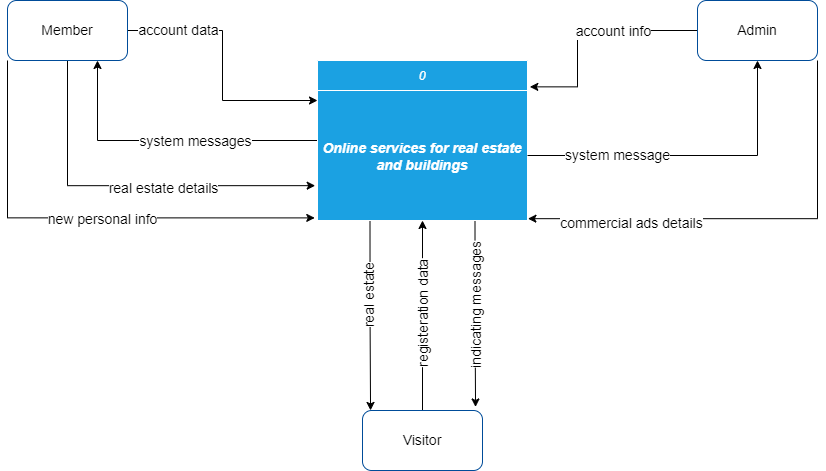 Member
account data
account info
Admin
0
system messages
Online services for real estate
and buildings
system message
real estate details
new personal info
commercial ads details
real estate
registeration data
indicating messages
Visitor